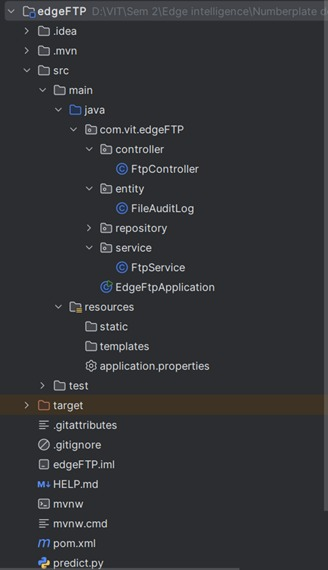 edgeFTP D:\VIT\Sem 2\Edge intelligence\Numberplate
.idea
.mvn
src
main
java
com.vit.edgeFTP
controller
FtpController
entity
FileAuditLog
repository
service
FtpService
EdgeFtpApplication
resources
static
templates
application.properties
test
target
.gitattributes
.gitignore
edgeFTP.iml
M↓ HELP.md
mvnw
mvnw.cmd
m pom.xml
predict.py